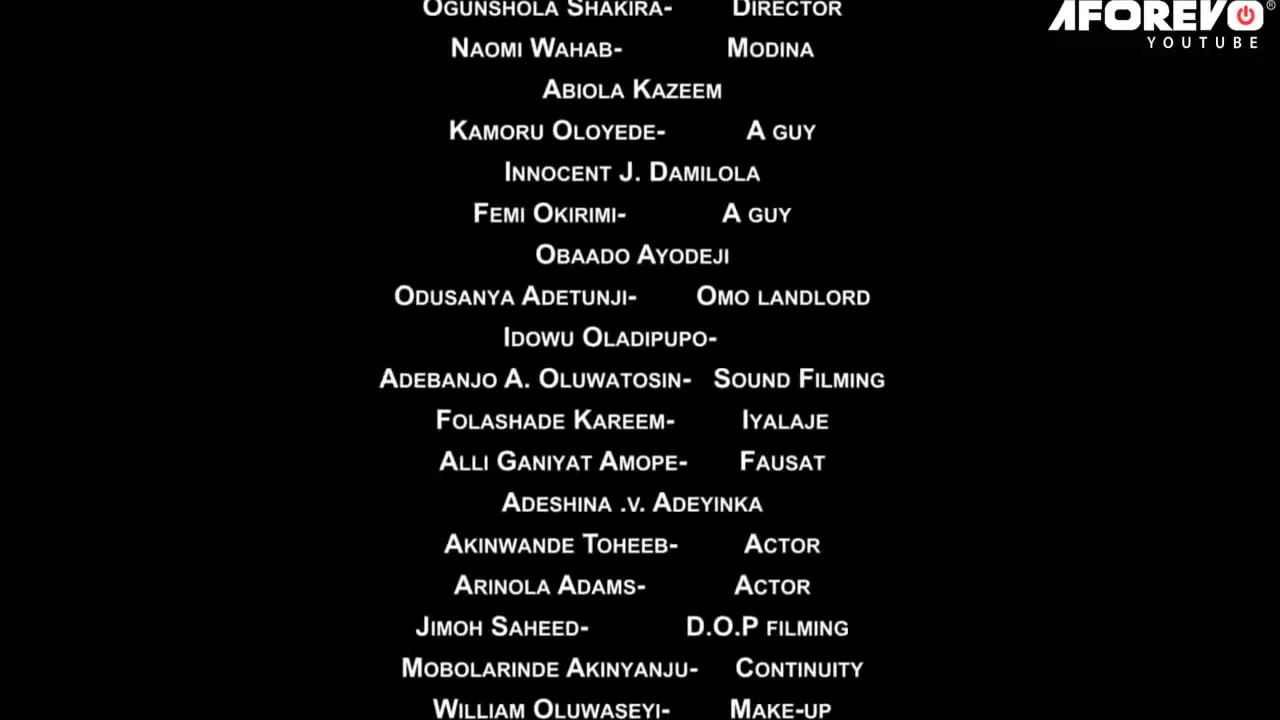 OGUNSHOLA SHAKIRA- DIRECTOR
AFOREVO®
YOUTUBE
NAOMI WAHAB- MODINA
ABIOLA KAZEEM
KAMORU OLOYEDE- A GUY
INNOCENT J. DAMILOLA
FEMI OKIRIMI- A GUY
OBAADO AYODEJI
ODUSANYA ADETUNJI- OMO LANDLORD
IDOWU OLADIPUPO-
ADEBANJO A. OLUWATOSIN- SOUND FILMING
FOLASHADE KAREEM- IYALAJE
ALLI GANIYAT AMOPE- FAUSAT
ADESHINA .V. ADEYINKA
AKINWANDE TOHEEB- ACTOR
ARINOLA ADAMS- ACTOR
JIMOH SAHEED- D.O.P FILMING
MOBOLARINDE AKINYANJU- CONTINUITY
WILLIAM OLUWASEYI- MAKE-UP